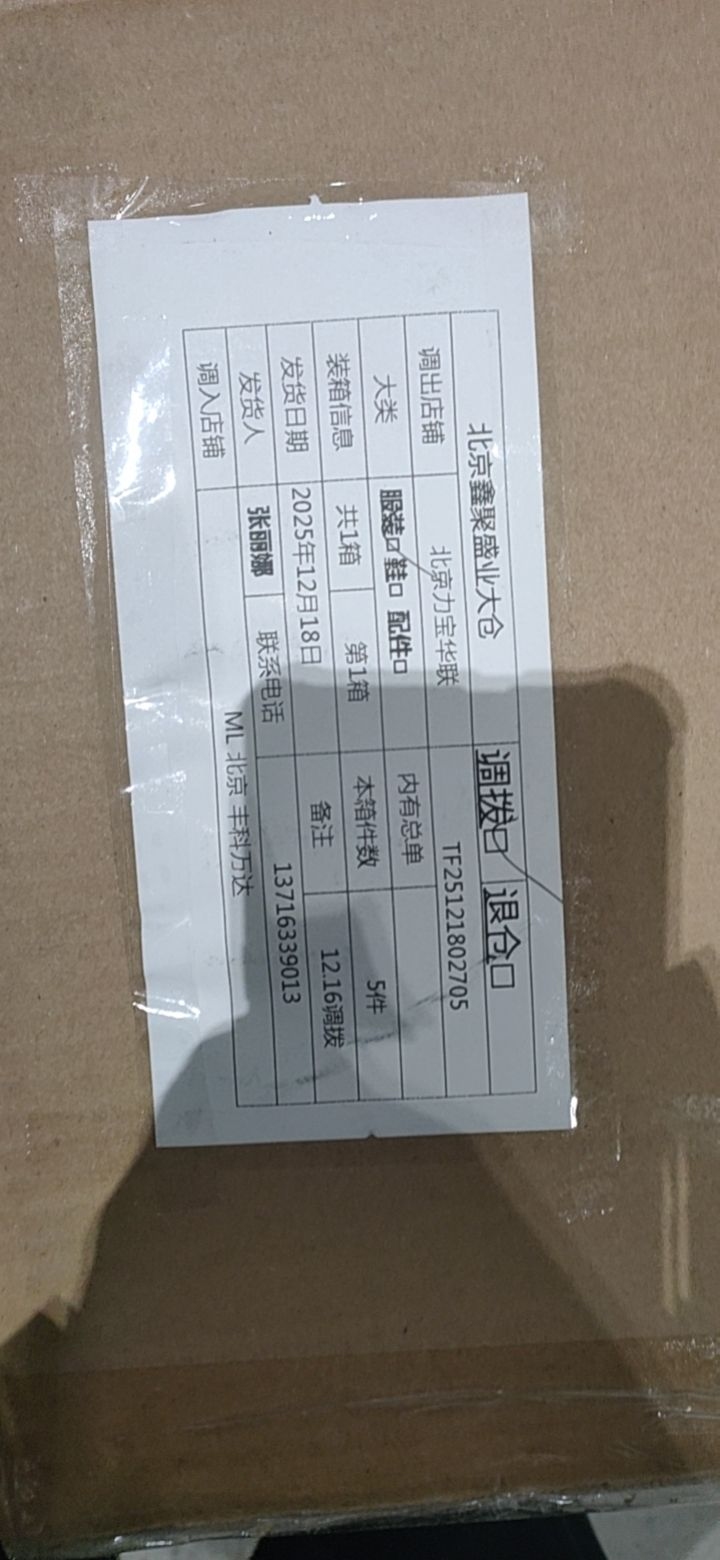 北京鑫聚盛业大仓 调拨□ 退仓□
调出店铺 北京力宝华联 TF25121802705
大类 服装□ 鞋□ 配件□ 内有总单
装箱信息 共1箱 第1箱 本箱件数 5件
发货日期 2025年12月18日 备注 12.16调拨
发货人 张丽娜 联系电话 13716339013
调入店铺 ML 北京 丰科万达